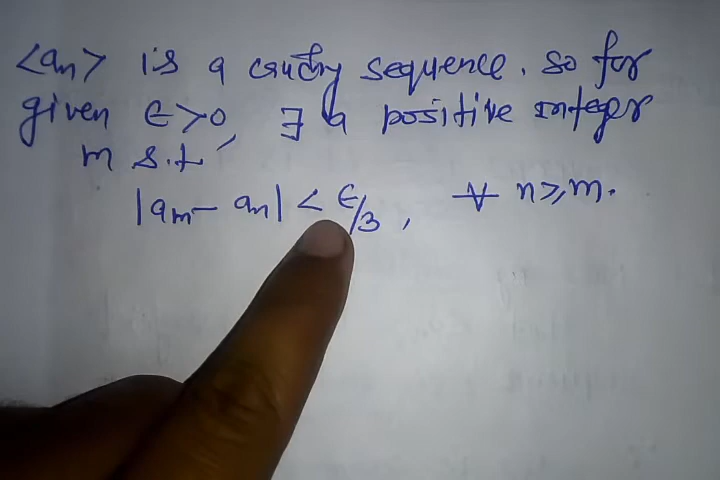 <an> is a cauchy sequence. so for
given ϵ>0, ∃ a positive integer
m s.t
|am - an| < ϵ/3, ∀ n≥m.